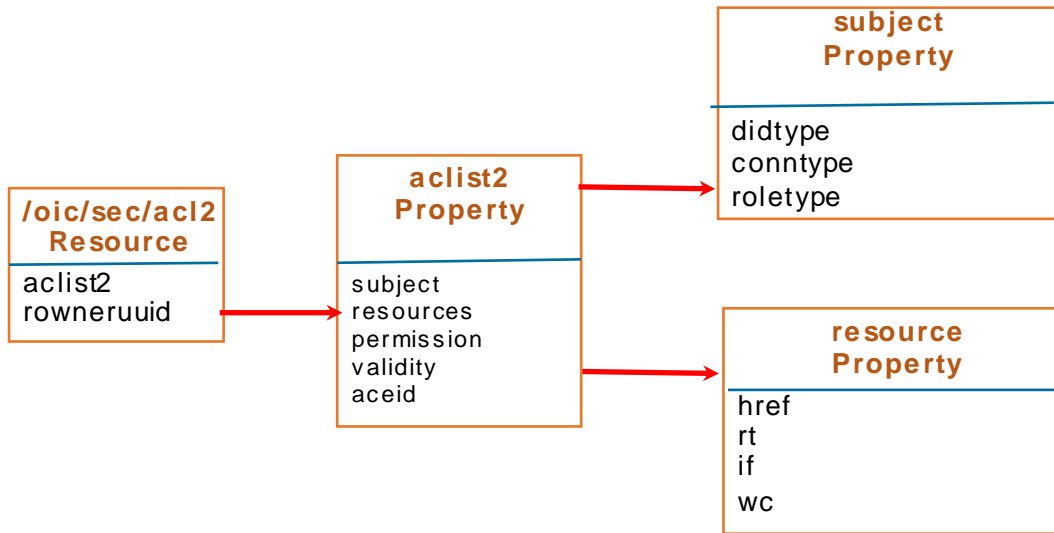 /oic/sec/acl2
Resource
aclist2
rowneruuid
aclist2
Property
subject
resources
permission
validity
aceid
subject
Property
didtype
conntype
roletype
resource
Property
href
rt
if
wc